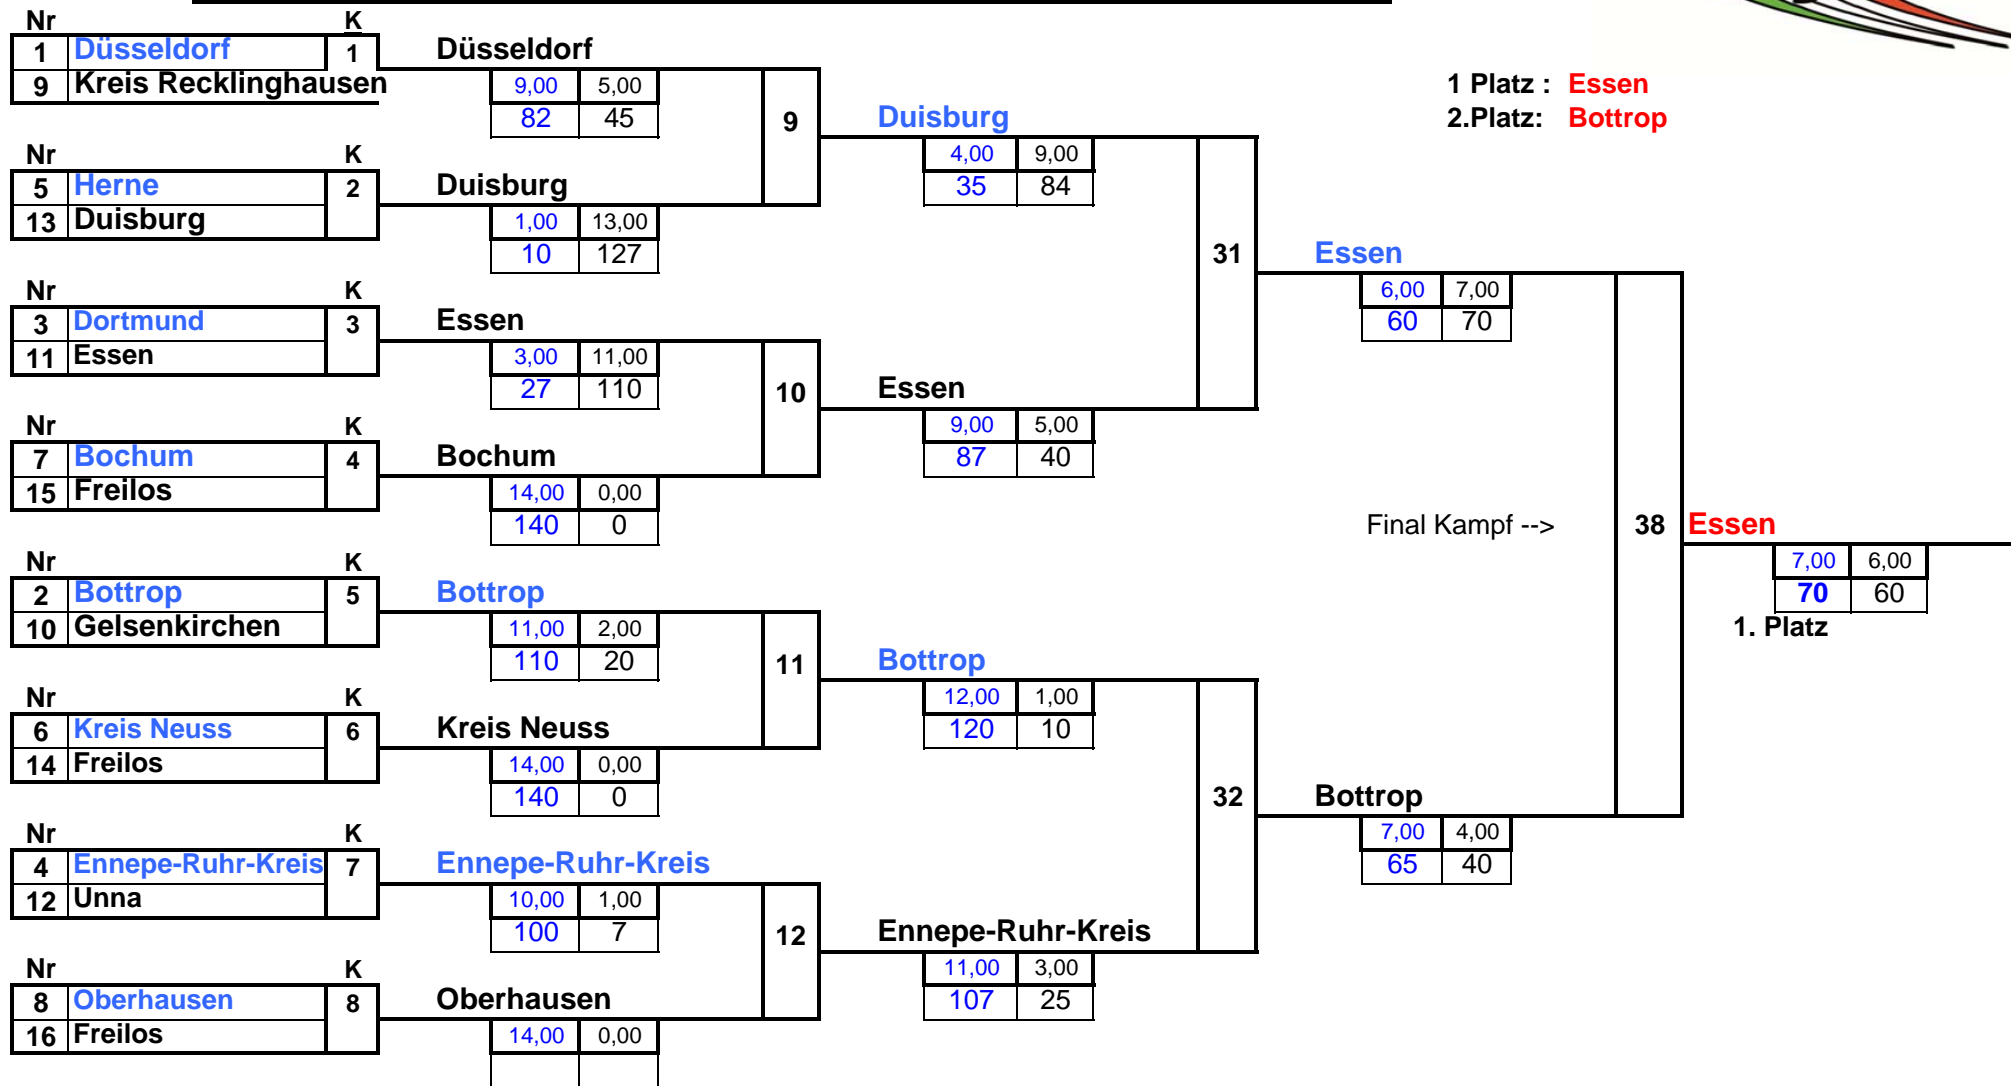 Nr K
1 Düsseldorf 1 Düsseldorf
9 Kreis Recklinghausen 9,00 5,00 1 Platz : Essen
82 45 9 Duisburg 2.Platz: Bottrop
Nr K 4,00 9,00
5 Herne 2 Duisburg 35 84
13 Duisburg 1,00 13,00
10 127 31 Essen
Nr K 6,00 7,00
3 Dortmund 3 Essen 60 70
11 Essen 3,00 11,00
27 110 10 Essen
Nr K 9,00 5,00
7 Bochum 4 Bochum 87 40
15 Freilos 14,00 0,00
140 0 Final Kampf --> 38 Essen
Nr K 7,00 6,00
2 Bottrop 5 Bottrop 70 60
10 Gelsenkirchen 11,00 2,00 1. Platz
110 20 11 Bottrop
Nr K 12,00 1,00
6 Kreis Neuss 6 Kreis Neuss 120 10
14 Freilos 14,00 0,00
140 0 32 Bottrop
Nr K 7,00 4,00
4 Ennepe-Ruhr-Kreis 7 Ennepe-Ruhr-Kreis 65 40
12 Unna 10,00 1,00
100 7 12 Ennepe-Ruhr-Kreis
Nr K 11,00 3,00
8 Oberhausen 8 Oberhausen 107 25
16 Freilos 14,00 0,00